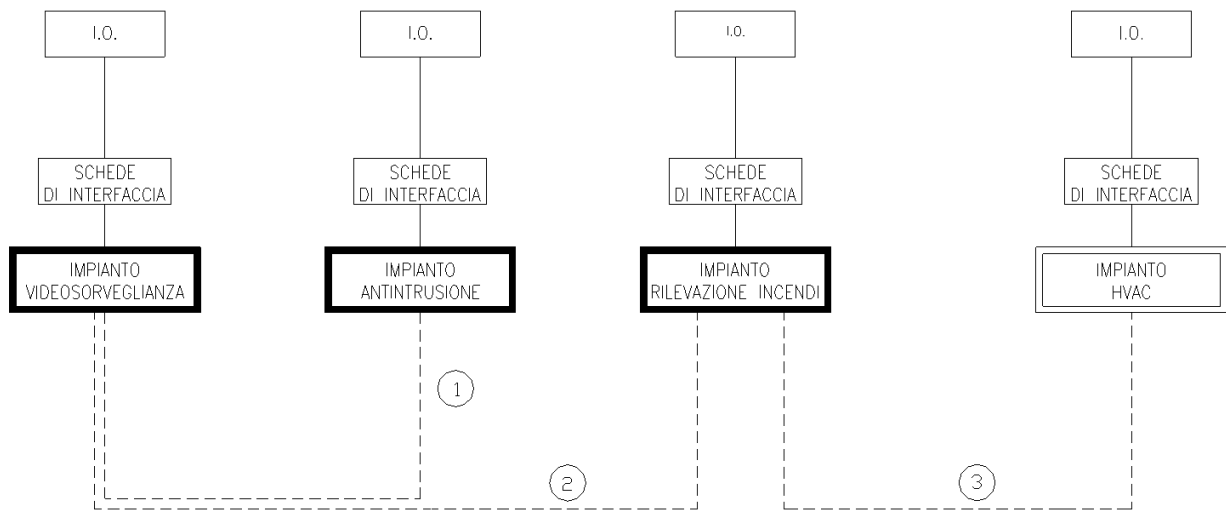 I.O.
I.O.
I.O.
I.O.
SCHEDE
DI INTERFACCIA
SCHEDE
DI INTERFACCIA
SCHEDE
DI INTERFACCIA
SCHEDE
DI INTERFACCIA
IMPIANTO
VIDEOSORVEGLIANZA
IMPIANTO
ANTINTRUSIONE
IMPIANTO
RILEVAZIONE INCENDI
IMPIANTO
HVAC
1
2
3